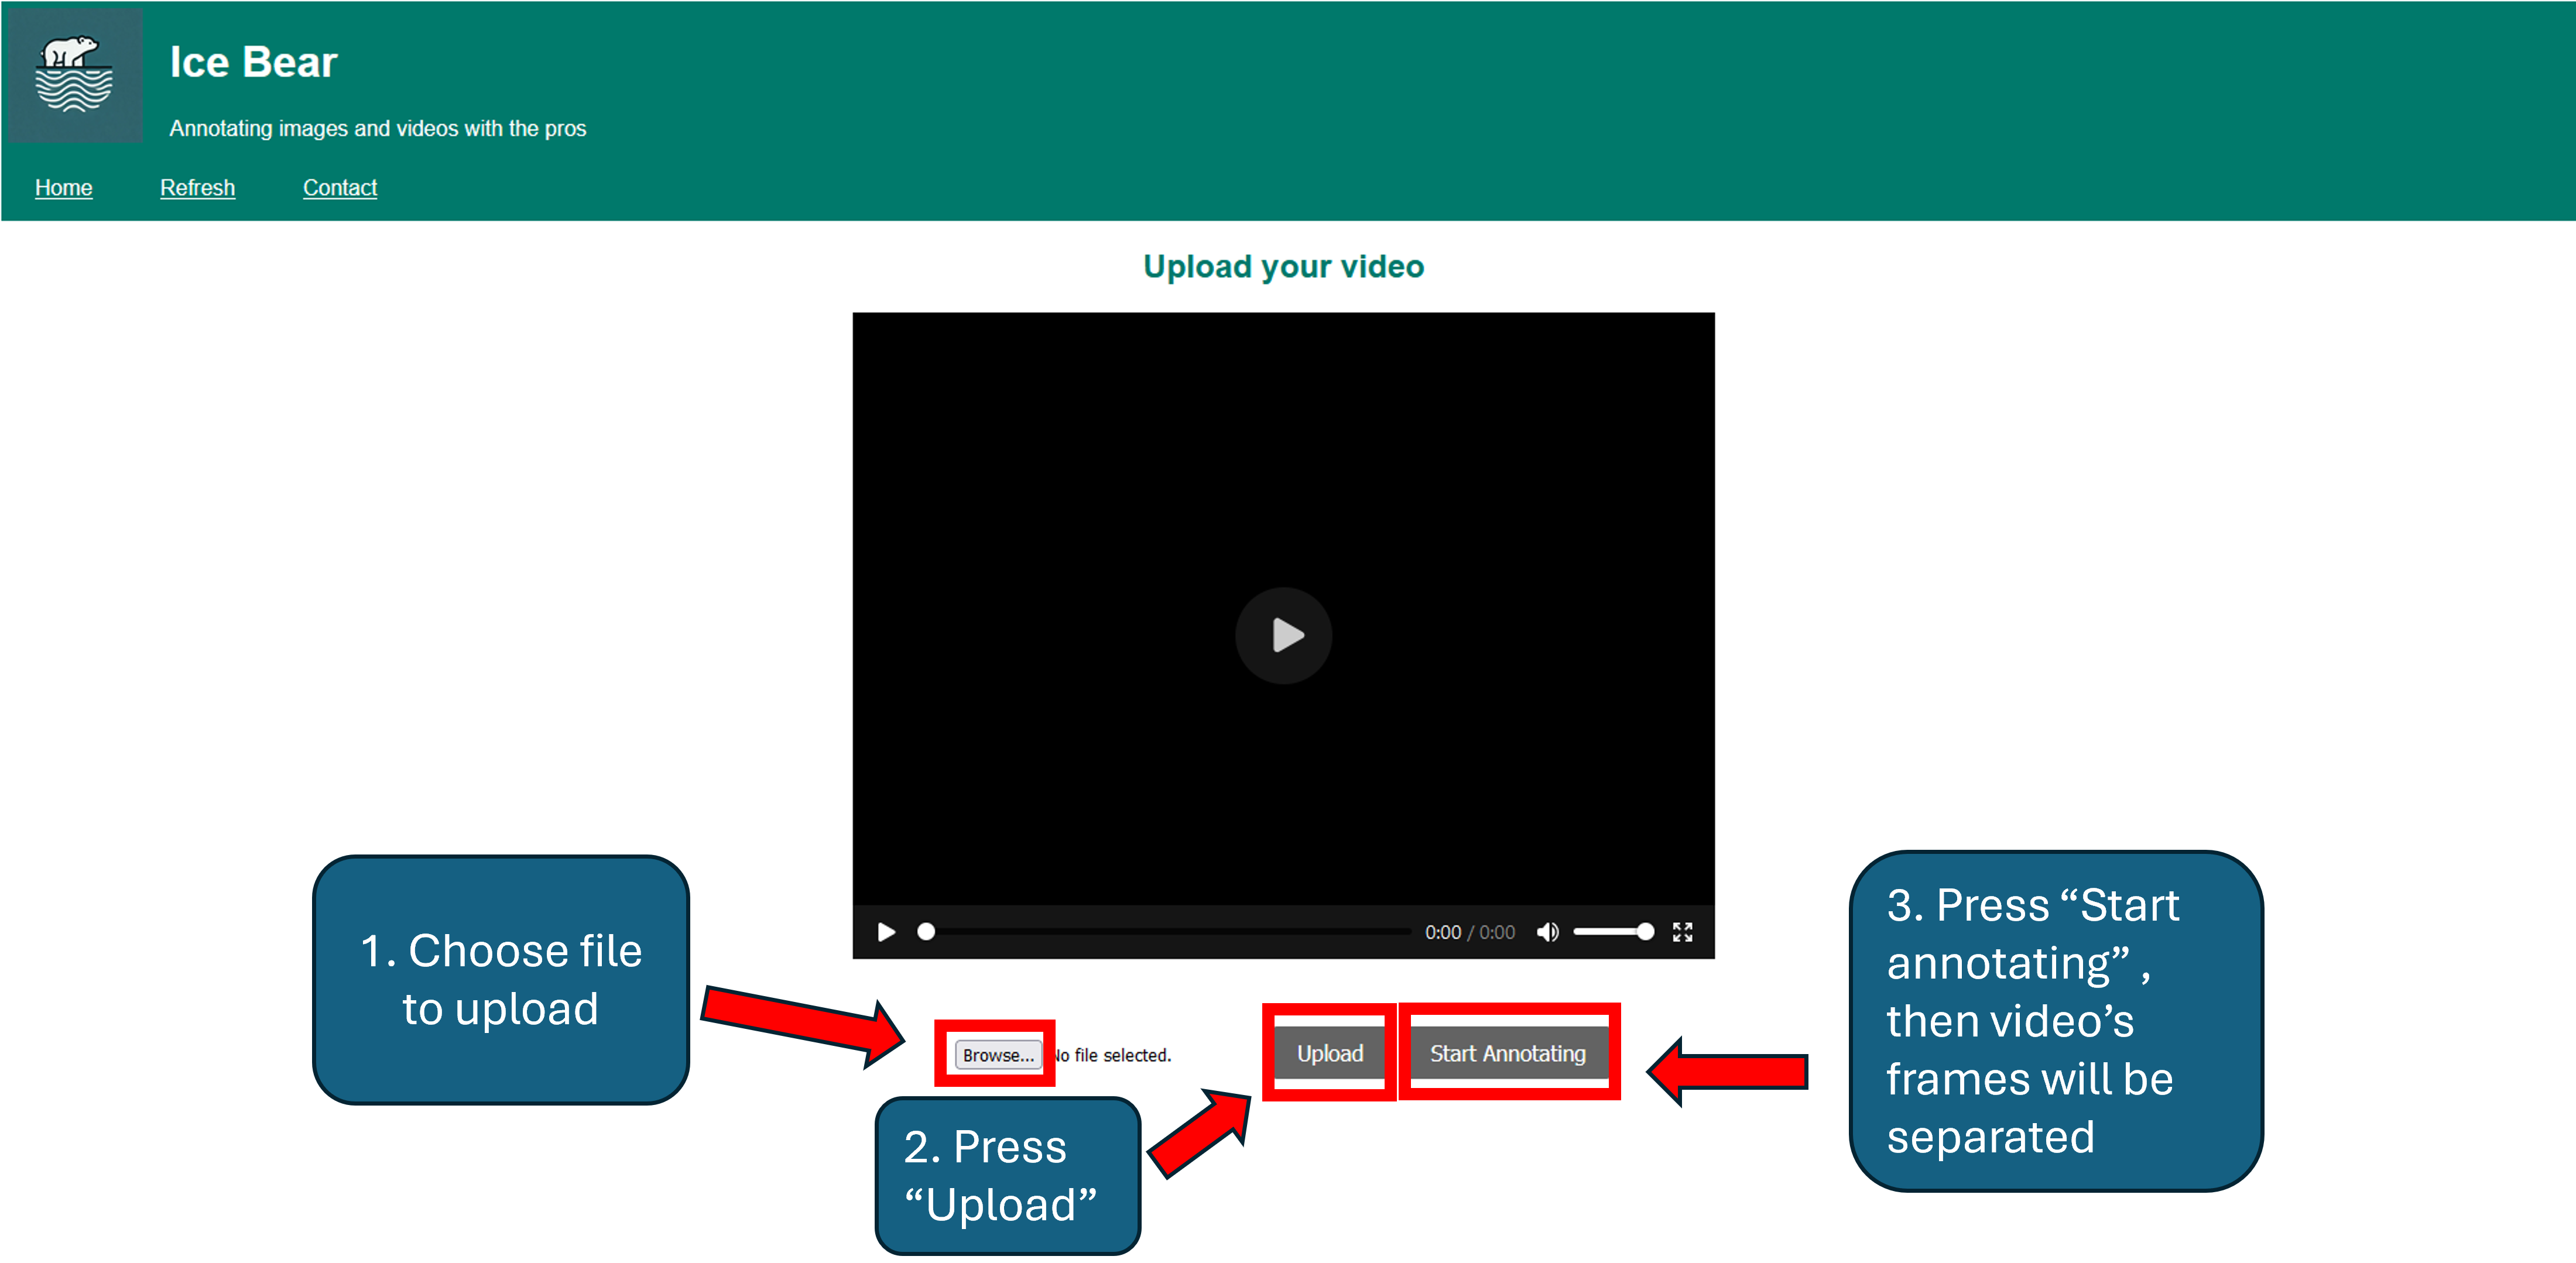 Ice Bear
Annotating images and videos with the pros
Home Refresh Contact
Upload your video
0:00 / 0:00
1. Choose file
to upload
Browse... No file selected.
Upload
Start Annotating
2. Press
“Upload”
3. Press “Start
annotating” ,
then video’s
frames will be
separated